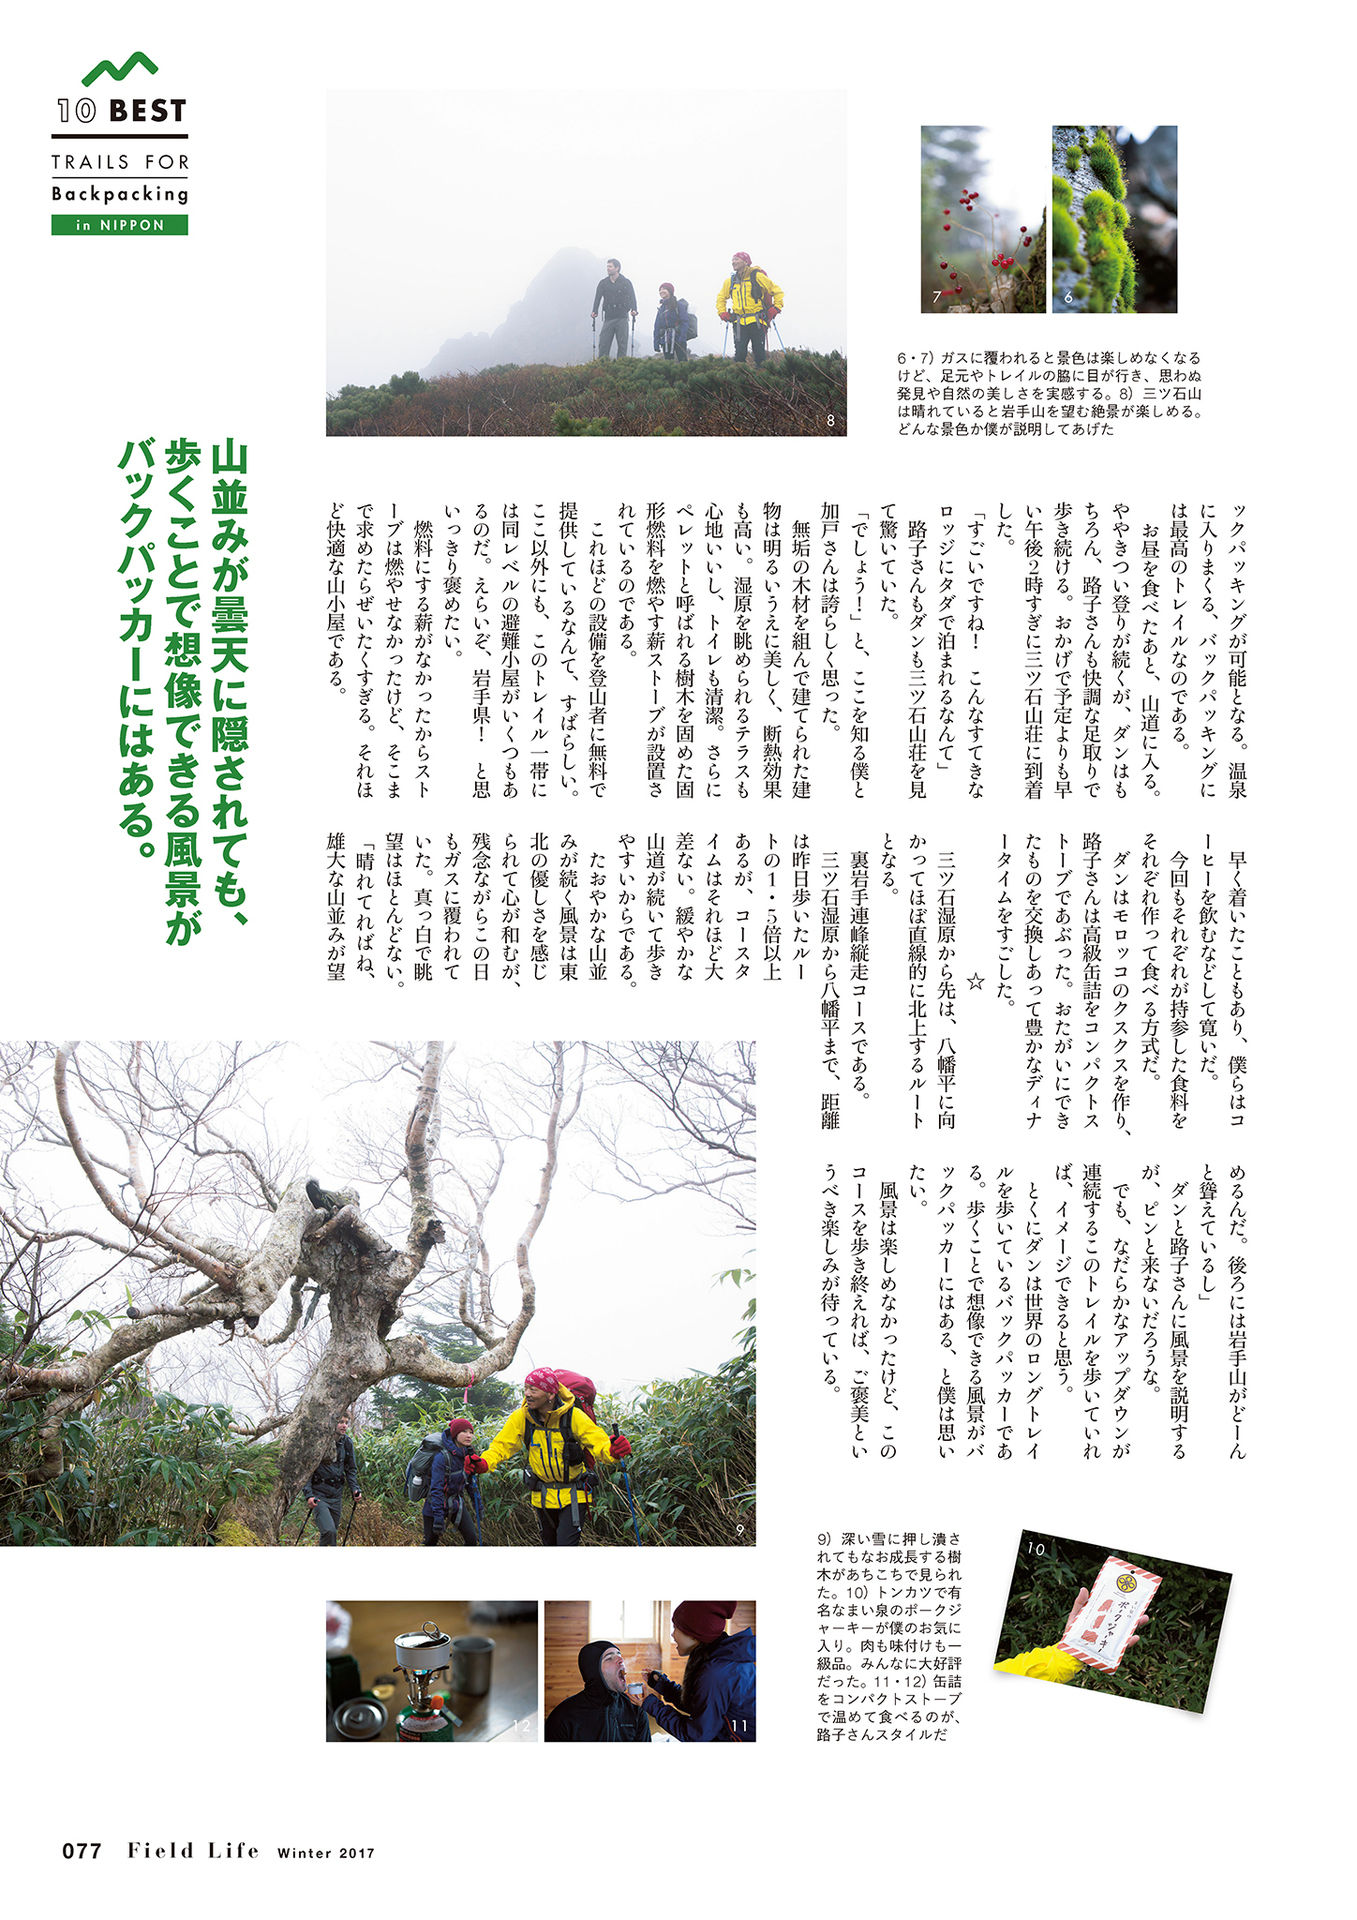 10 BEST
TRAILS FOR
Backpacking
in NIPPON
8
7
6
6・7）ガスに覆われると景色は楽しめなくなる
けど、足元やトレイルの脇に目が行き、思わぬ
発見や自然の美しさを実感する。8）三ツ石山
は晴れていると岩手山を望む絶景が楽しめる。
どんな景色か僕が説明してあげた
山並みが曇天に隠されても、
歩くことで想像できる風景が
バックパッカーにはある。
ックパッキングが可能となる。温泉
に入りまくる、バックパッキングに
は最高のトレイルなのである。
お昼を食べたあと、山道に入る。
ややきつい登りが続くが、ダンはも
ちろん、路子さんも快調な足取りで
歩き続ける。おかげで予定よりも早
い午後2時すぎに三ツ石山荘に到着
した。
「すごいですね！　こんなすてきな
ロッジにタダで泊まれるなんて」
路子さんもダンも三ツ石山荘を見
て驚いていた。
「でしょう！」と、ここを知る僕と
加戸さんは誇らしく思った。
無垢の木材を組んで建てられた建
物は明るいうえに美しく、断熱効果
も高い。湿原を眺められるテラスも
心地いいし、トイレも清潔。さらに
ペレットと呼ばれる樹木を固めた固
形燃料を燃やす薪ストーブが設置さ
れているのである。
これほどの設備を登山者に無料で
提供しているなんて、すばらしい。
ここ以外にも、このトレイル一帯に
は同レベルの避難小屋がいくつもあ
るのだ。えらいぞ、岩手県！　と思
いっきり褒めたい。
燃料にする薪がなかったからスト
ーブは燃やせなかったけど、そこま
で求めたらぜいたくすぎる。それほ
ど快適な山小屋である。
早く着いたこともあり、僕らはコ
ーヒーを飲むなどして寛いだ。
今回もそれぞれが持参した食料を
それぞれ作って食べる方式だ。
ダンはモロッコのクスクスを作り、
路子さんは高級缶詰をコンパクトス
トーブであぶった。おたがいにでき
たものを交換しあって豊かなディナ
ータイムをすごした。
☆
三ツ石湿原から先は、八幡平に向
かってほぼ直線的に北上するルート
となる。
裏岩手連峰縦走コースである。
三ツ石湿原から八幡平まで、距離
は昨日歩いたルー
トの1・5倍以上
あるが、コースタ
イムはそれほど大
差ない。緩やかな
山道が続いて歩き
やすいからである。
たおやかな山並
みが続く風景は東
北の優しさを感じ
られて心が和むが、
残念ながらこの日
もガスに覆われて
いた。真っ白で眺
望はほとんどない。
「晴れてればね、
雄大な山並みが望
めるんだ。後ろには岩手山がどーん
と聳えているし」
ダンと路子さんに風景を説明する
が、ピンと来ないだろうな。
でも、なだらかなアップダウンが
連続するこのトレイルを歩いていれ
ば、イメージできると思う。
とくにダンは世界のロングトレイ
ルを歩いているバックパッカーであ
る。歩くことで想像できる風景がバ
ックパッカーにはある、と僕は思い
たい。
風景は楽しめなかったけど、この
コースを歩き終えれば、ご褒美とい
うべき楽しみが待っている。
9
9）深い雪に押し潰さ
れてもなお成長する樹
木があちこちで見られ
た。10）トンカツで有
名なまい泉のポークジ
ャーキーが僕のお気に
入り。肉も味付けも一
級品。みんなに大好評
だった。11・12）缶詰
をコンパクトストーブ
で温めて食べるのが、
路子さんスタイルだ
10
ポークジャーキー
12
11
077 Field Life Winter 2017